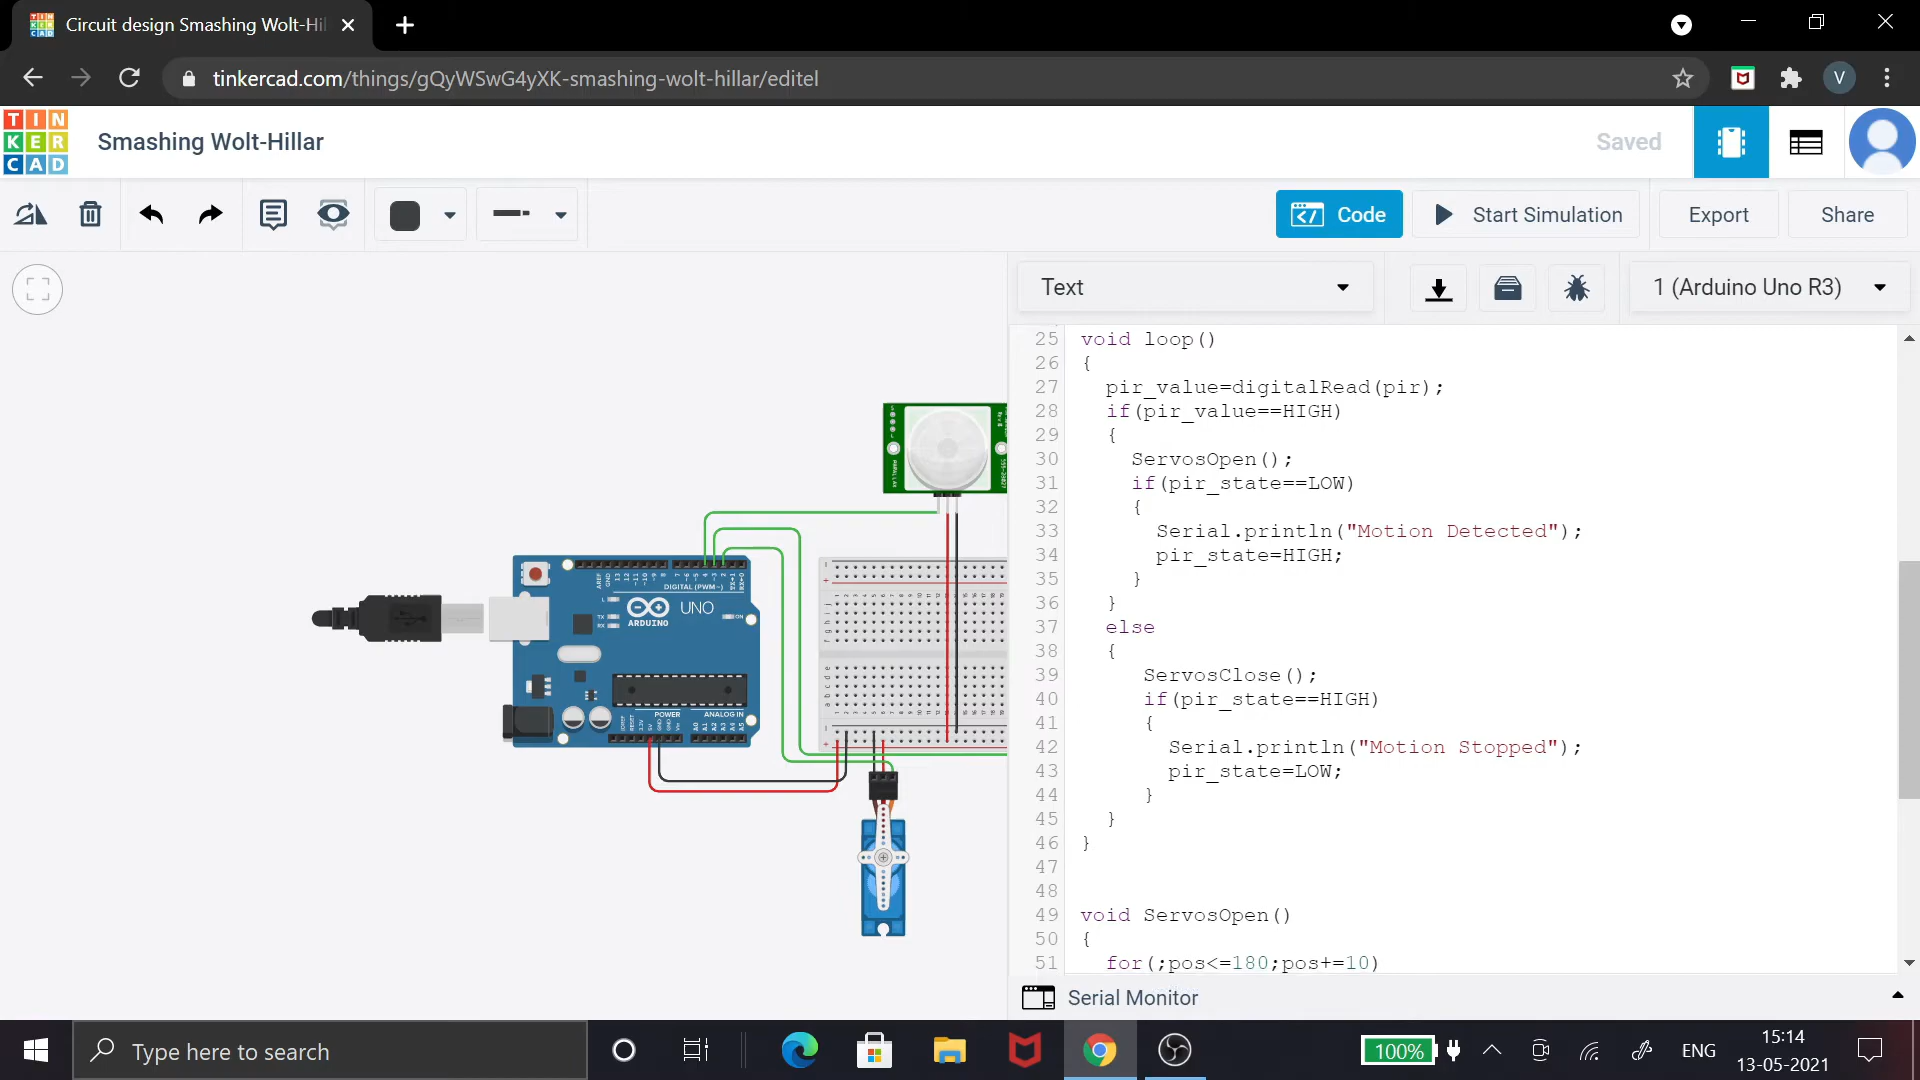 Circuit design Smashing Wolt-Hil
tinkercad.com/things/gQyWSwG4yXK-smashing-wolt-hillar/editel
V
TIN
KER
CAD
Smashing Wolt-Hillar
Saved
Code
Start Simulation
Export
Share
Text
1 (Arduino Uno R3)
25 void loop()
26 {
27 pir_value=digitalRead(pir);
28 if(pir_value==HIGH)
29 {
30 ServosOpen();
31 if(pir_state==LOW)
32 {
33 Serial.println("Motion Detected");
34 pir_state=HIGH;
35 }
36 }
37 else
38 {
39 ServosClose();
40 if(pir_state==HIGH)
41 {
42 Serial.println("Motion Stopped");
43 pir_state=LOW;
44 }
45 }
46 }
47
48
49 void ServosOpen()
50 {
51 for(;pos<=180;pos+=10)
DIGITAL (PWM~)
UNO
ARDUINO
TX
RX
L
ON
POWER
ANALOG IN
Serial Monitor
Type here to search
100%
ENG
15:14
13-05-2021